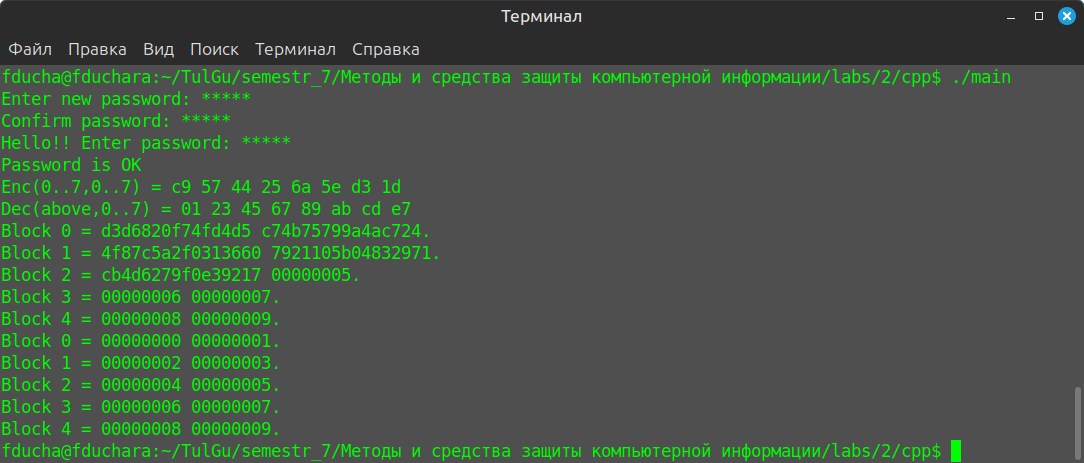 Терминал
Файл Правка Вид Поиск Терминал Справка
fducha@fduchara:~/TulGu/semestr_7/Методы и средства защиты компьютерной информации/labs/2/cpp$ ./main
Enter new password: *****
Confirm password: *****
Hello!! Enter password: *****
Password is OK
Enc(0..7,0..7) = c9 57 44 25 6a 5e d3 1d
Dec(above,0..7) = 01 23 45 67 89 ab cd e7
Block 0 = d3d6820f74fd4d5 c74b75799a4ac724.
Block 1 = 4f87c5a2f0313660 7921105b04832971.
Block 2 = cb4d6279f0e39217 00000005.
Block 3 = 00000006 00000007.
Block 4 = 00000008 00000009.
Block 0 = 00000000 00000001.
Block 1 = 00000002 00000003.
Block 2 = 00000004 00000005.
Block 3 = 00000006 00000007.
Block 4 = 00000008 00000009.
fducha@fduchara:~/TulGu/semestr_7/Методы и средства защиты компьютерной информации/labs/2/cpp$